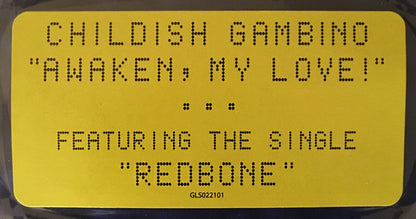 CHILDISH GAMBINO
"AWAKEN, MY LOVE!"
...
FEATURING THE SINGLE
"REDBONE"
GLS022101